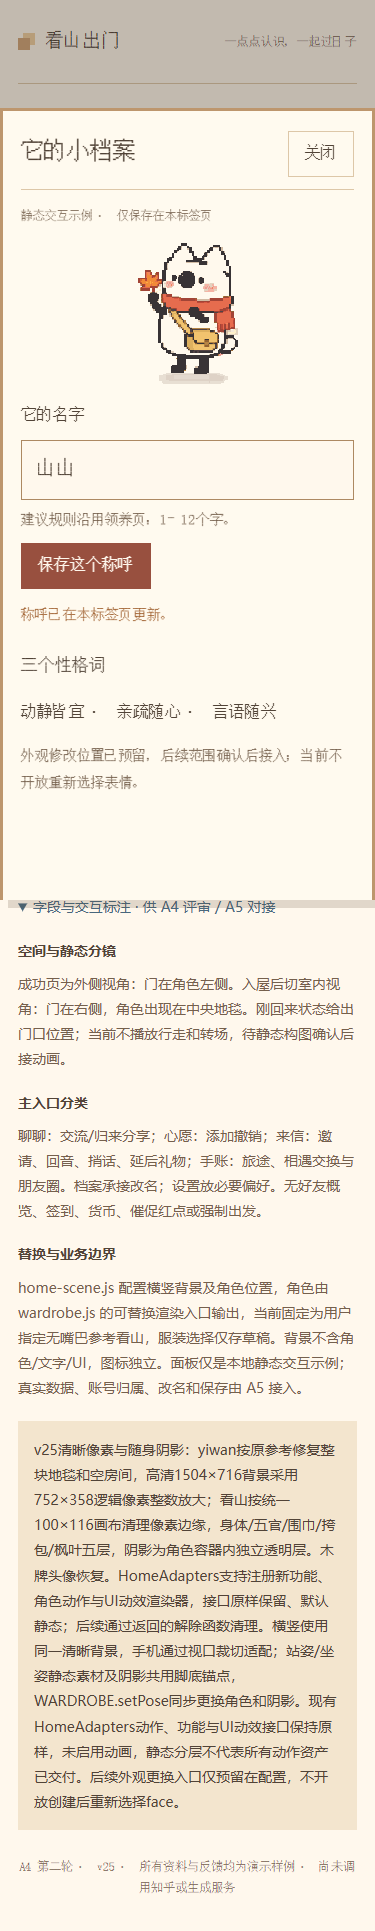 看山出门
一点点认识，一起过日子
它的小档案
关闭
静态交互示例 · 仅保存在本标签页
它的名字
山山
建议规则沿用领养页：1– 12个字。
保存这个称呼
称呼已在本标签页更新。
三个性格词
动静皆宜 · 亲疏随心 · 言语随兴
外观修改位置已预留，后续范围确认后接入；当前不
开放重新选择表情。
▼ 字段与交互标注 · 供 A4 评审 / A5 对接
空间与静态分镜
成功页为外侧视角：门在角色左侧。入屋后切室内视
角：门在右侧，角色出现在中央地毯。刚回来状态给出
门口位置；当前不播放行走和转场，待静态构图确认后
接动画。
主入口分类
聊聊：交流/归来分享；心愿：添加撤销；来信：邀
请、回音、捎话、延后礼物；手账：旅途、相遇交换与
朋友圈。档案承接改名；设置放必要偏好。无好友概
览、签到、货币、催促红点或强制出发。
替换与业务边界
home-scene.js 配置横竖背景及角色位置，角色由
wardrobe.js 的可替换渲染入口输出，当前固定为用户
指定无嘴巴参考看山，服装选择仅存草稿。背景不含角
色/文字/UI，图标独立。面板仅是本地静态交互示例；
真实数据、账号归属、改名和保存由 A5 接入。
v25清晰像素与随身阴影：yiwan按原参考修复整
块地毯和空房间，高清1504×716背景采用
752×358逻辑像素整数放大；看山按统一
100×116画布清理像素边缘，身体/五官/围巾/挎
包/枫叶五层，阴影为角色容器内独立透明层。木
牌头像恢复。HomeAdapters支持注册新功能、
角色动作与UI动效渲染器，接口原样保留、默认
静态；后续通过返回的解除函数清理。横竖使用
同一清晰背景，手机通过视口裁切适配；站姿/坐
姿静态素材及阴影共用脚底锚点，
WARDROBE.setPose同步更换角色和阴影。现有
HomeAdapters动作、功能与UI动效接口保持原
样，未启用动画，静态分层不代表所有动作资产
已交付。后续外观更换入口仅预留在配置，不开
放创建后重新选择face。
A4 第二轮 · v25 · 所有资料与反馈均为演示样例 · 尚未调
用知乎或生成服务